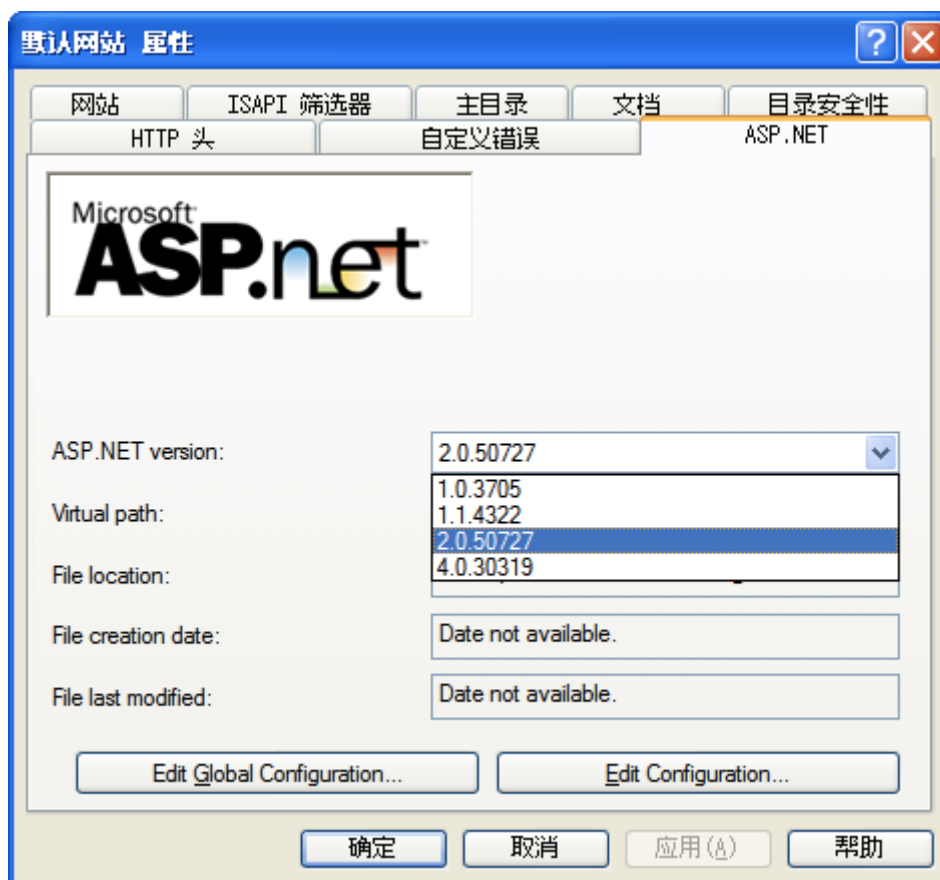 默认网站 属性
网站 ISAPI 筛选器 主目录 文档 目录安全性
HTTP 头 自定义错误 ASP.NET
Microsoft
ASP.net
ASP.NET version: 2.0.50727
1.0.3705
Virtual path: 1.1.4322
2.0.50727
File location: 4.0.30319
File creation date: Date not available.
File last modified: Date not available.
Edit Global Configuration... Edit Configuration...
确定 取消 应用(A) 帮助